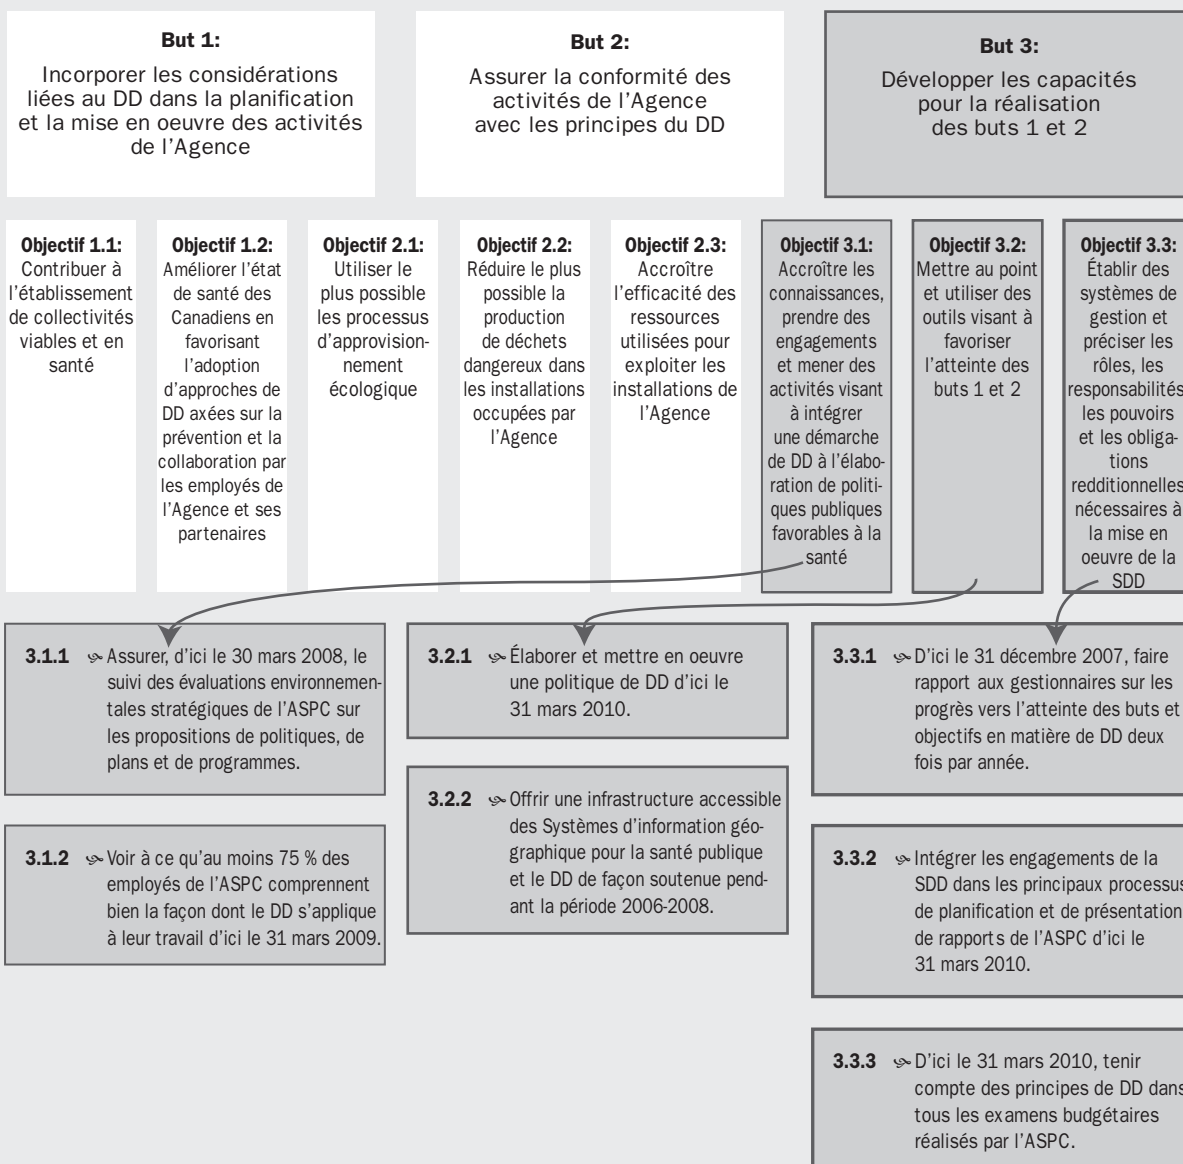 But 1:
Incorporer les considérations
liées au DD dans la planification
et la mise en oeuvre des activités
de l'Agence
But 2:
Assurer la conformité des
activités de l'Agence
avec les principes du DD
But 3:
Développer les capacités
pour la réalisation
des buts 1 et 2
Objectif 1.1:
Contribuer à
l'établissement
de collectivités
viables et en
santé
Objectif 1.2:
Améliorer l'état
de santé des
Canadiens en
favorisant
l'adoption
d'approches de
DD axées sur la
prévention et la
collaboration par
les employés de
l'Agence et ses
partenaires
Objectif 2.1:
Utiliser le
plus possible
les processus
d'approvision-
nement
écologique
Objectif 2.2:
Réduire le plus
possible la
production
de déchets
dangereux dans
les installations
occupées par
l'Agence
Objectif 2.3:
Accroître
l'efficacité des
ressources
utilisées pour
exploiter les
installations de
l'Agence
Objectif 3.1:
Accroître les
connaissances,
prendre des
engagements
et mener des
activités visant
à intégrer
une démarche
de DD à l'élabo-
ration de politi-
ques publiques
favorables à la
santé
Objectif 3.2:
Mettre au point
et utiliser des
outils visant à
favoriser
l'atteinte des
buts 1 et 2
Objectif 3.3:
Établir des
systèmes de
gestion et
préciser les
rôles, les
responsabilités
les pouvoirs
et les obliga-
tions
redditionnelles
nécessaires à
la mise en
oeuvre de la
SDD
3.1.1 Assurer, d'ici le 30 mars 2008, le
suivi des évaluations environnemen-
tales stratégiques de l'ASPC sur
les propositions de politiques, de
plans et de programmes.
3.1.2 Voir à ce qu'au moins 75 % des
employés de l'ASPC comprennent
bien la façon dont le DD s'applique
à leur travail d'ici le 31 mars 2009.
3.2.1 Élaborer et mettre en oeuvre
une politique de DD d'ici le
31 mars 2010.
3.2.2 Offrir une infrastructure accessible
des Systèmes d'information géo-
graphique pour la santé publique
et le DD de façon soutenue pend-
ant la période 2006-2008.
3.3.1 D'ici le 31 décembre 2007, faire
rapport aux gestionnaires sur les
progrès vers l'atteinte des buts et
objectifs en matière de DD deux
fois par année.
3.3.2 Intégrer les engagements de la
SDD dans les principaux processus
de planification et de présentation
de rapports de l'ASPC d'ici le
31 mars 2010.
3.3.3 D'ici le 31 mars 2010, tenir
compte des principes de DD dans
tous les examens budgétaires
réalisés par l'ASPC.